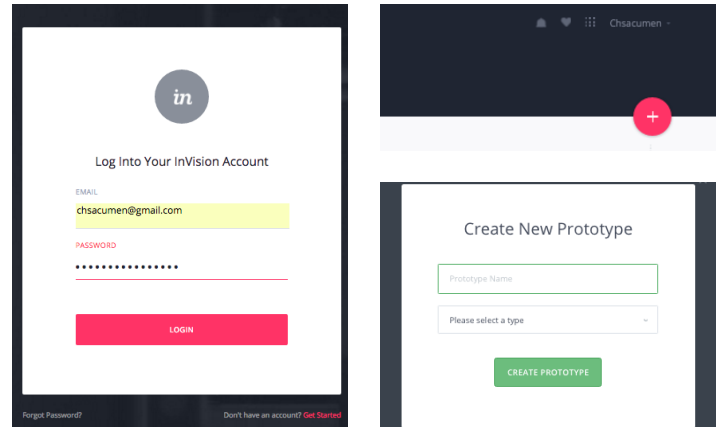 in
Log Into Your InVision Account
EMAIL
chsacumen@gmail.com
PASSWORD
••••••••••••••••
LOGIN
Forgot Password?
Don't have an account? Get Started
Chsacumen
+
Create New Prototype
Prototype Name
Please select a type
CREATE PROTOTYPE